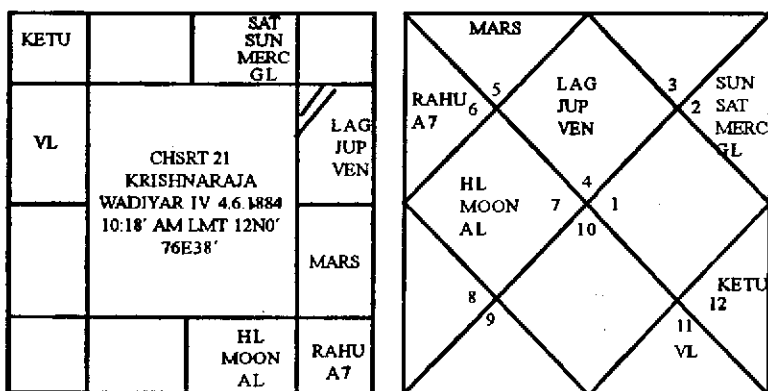 KETU
SAT
SUN
MERC
GL
VL
LAG
JUP
VEN
CHSRT 21
KRISHNARAJA
WADIYAR IV 4.6.1884
10:18' AM LMT 12N0'
76E38'
MARS
HL
MOON
AL
RAHU
A7
MARS
RAHU
A7
6
5
LAG
JUP
VEN
3
2
SUN
SAT
MERC
GL
HL
MOON
AL
7
4
1
10
8
9
KETU
12
11
VL